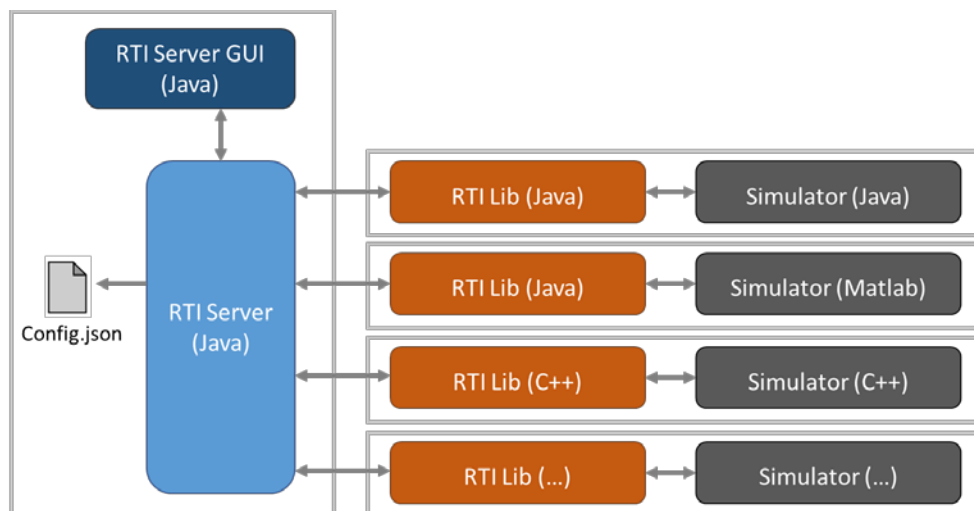 RTI Server GUI
(Java)
RTI Server
(Java)
Config.json
RTI Lib (Java)
Simulator (Java)
RTI Lib (Java)
Simulator (Matlab)
RTI Lib (C++)
Simulator (C++)
RTI Lib (...)
Simulator (...)